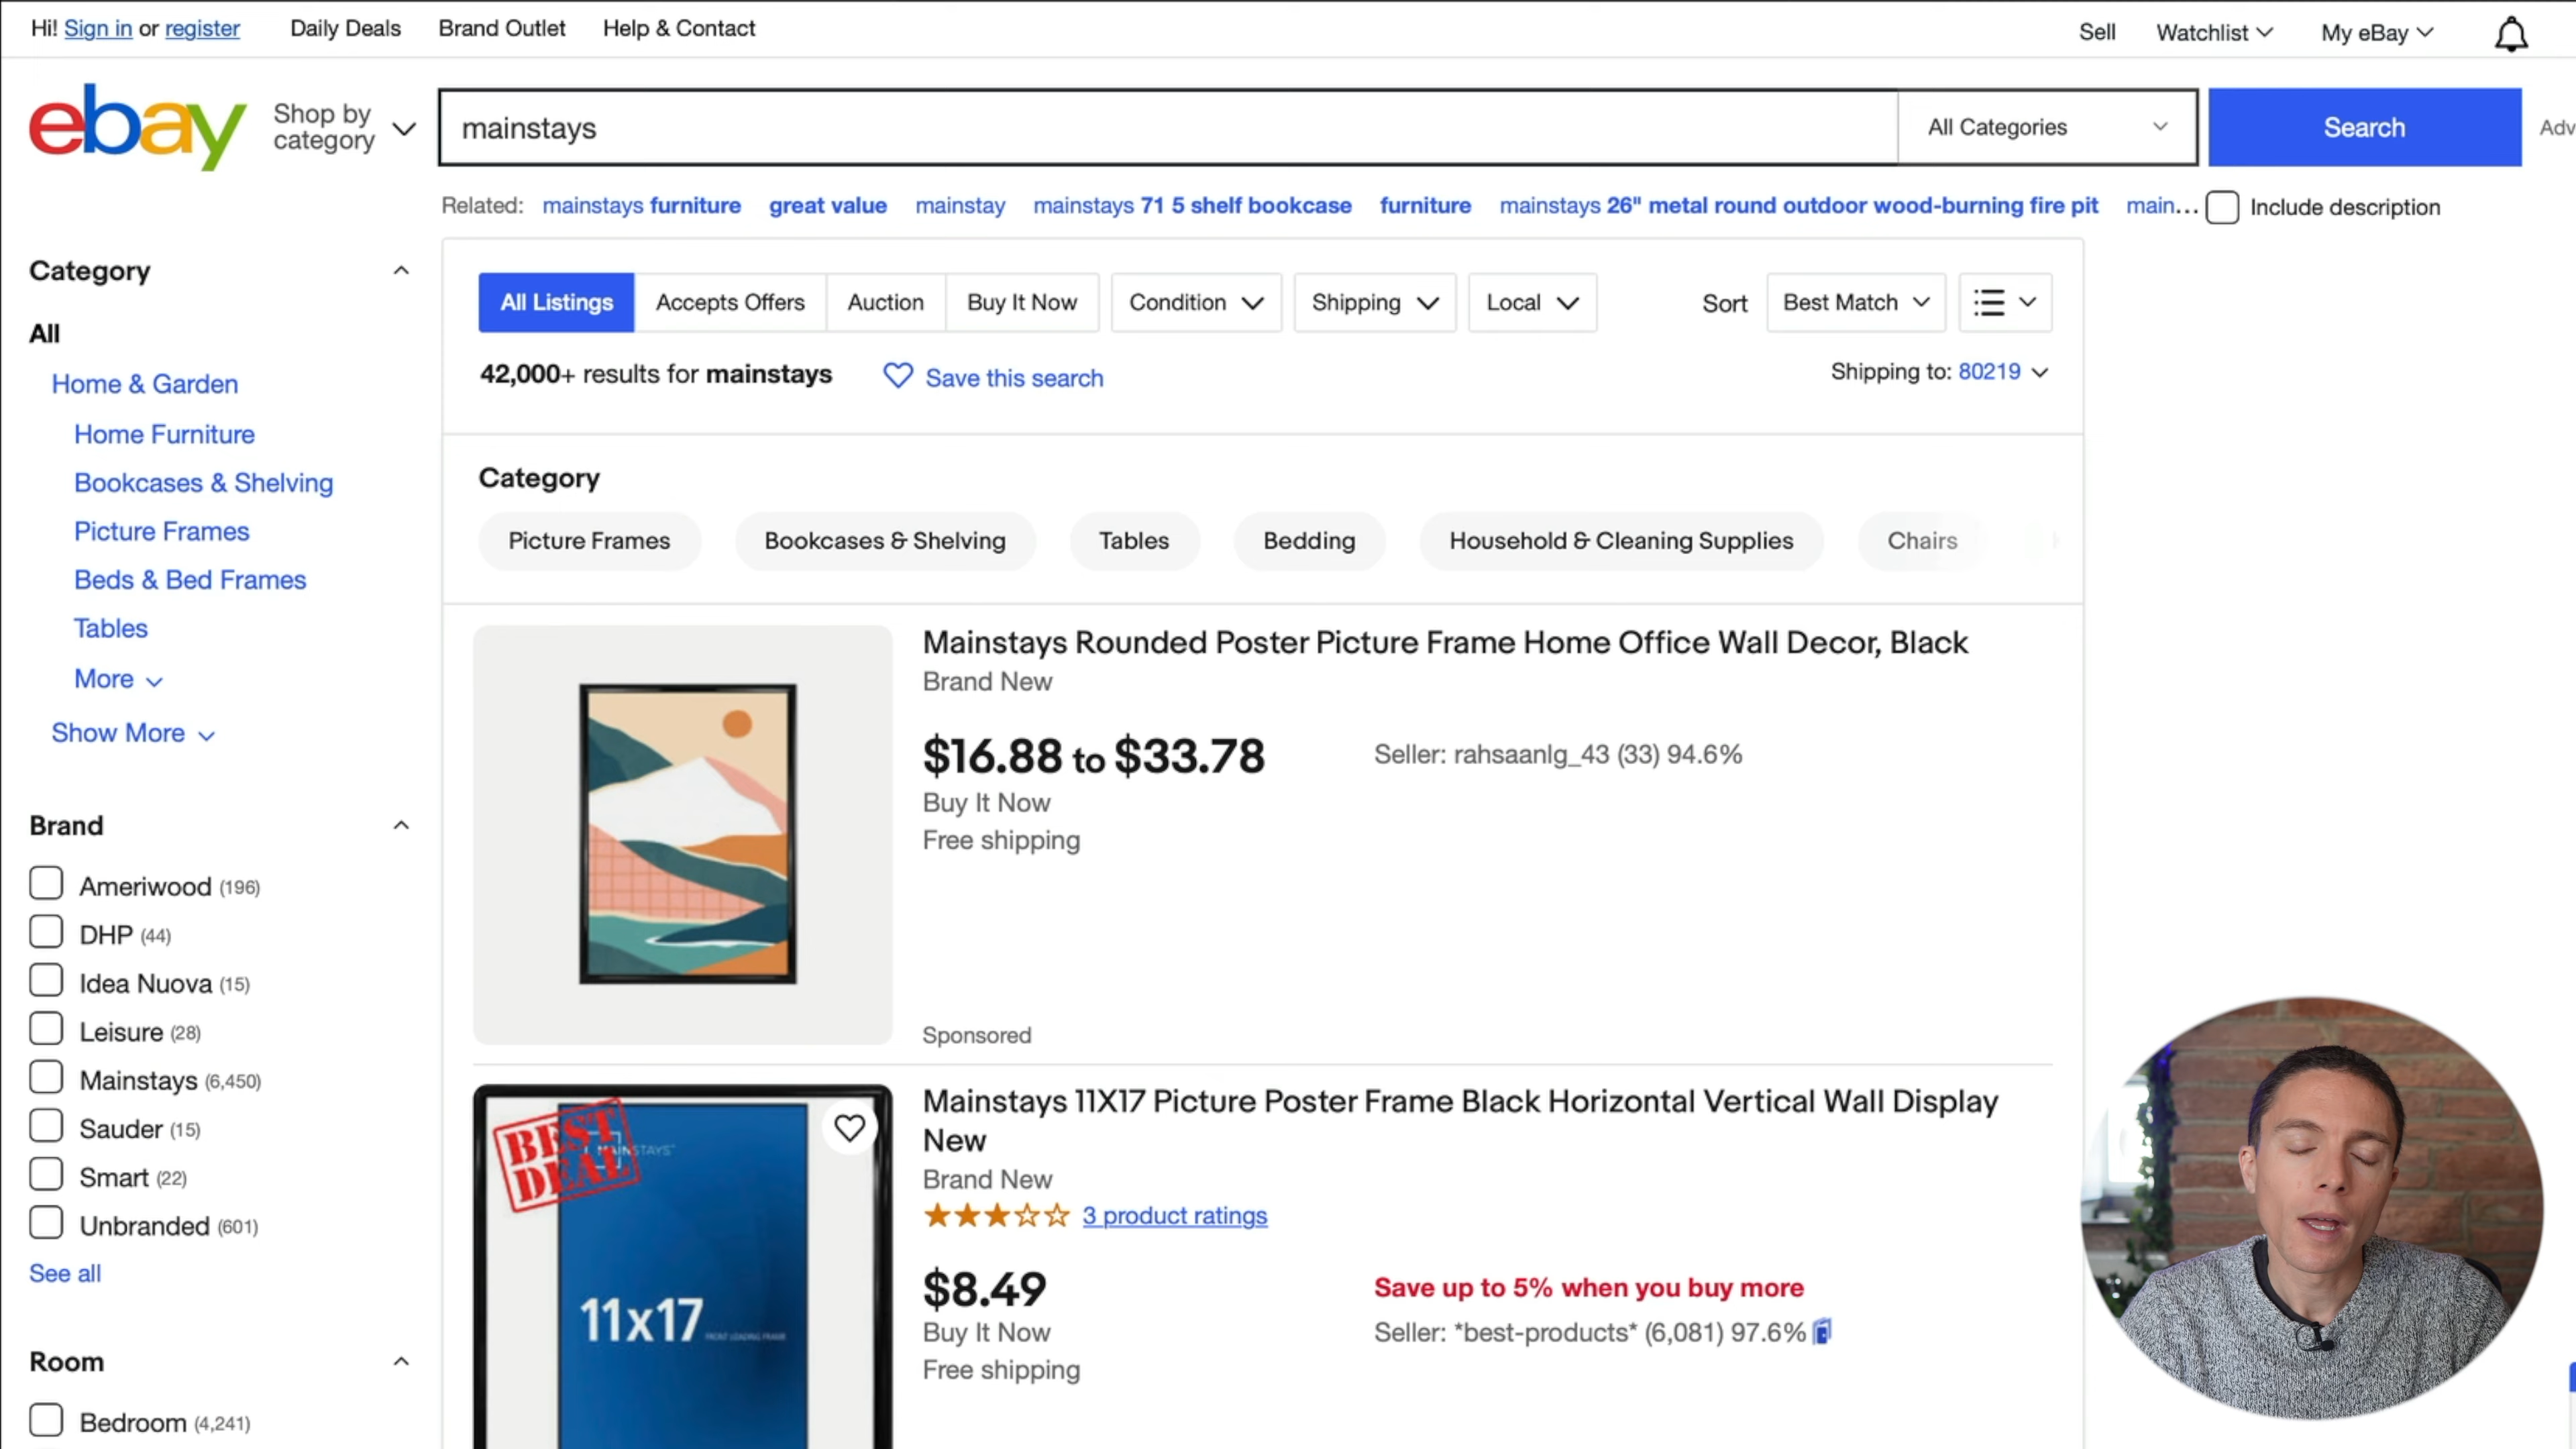 Hi! Sign in or register Daily Deals Brand Outlet Help & Contact Sell Watchlist My eBay
ebay Shop by category mainstays All Categories Search Adv
Related: mainstays furniture great value mainstay mainstays 71 5 shelf bookcase furniture mainstays 26" metal round outdoor wood-burning fire pit main... Include description
Category
All
Home & Garden
Home Furniture
Bookcases & Shelving
Picture Frames
Beds & Bed Frames
Tables
More
Show More
Brand
Ameriwood (196)
DHP (44)
Idea Nuova (15)
Leisure (28)
Mainstays (6,450)
Sauder (15)
Smart (22)
Unbranded (601)
See all
Room
Bedroom (4,241)
All Listings Accepts Offers Auction Buy It Now Condition Shipping Local Sort Best Match
42,000+ results for mainstays Save this search Shipping to: 80219
Category
Picture Frames Bookcases & Shelving Tables Bedding Household & Cleaning Supplies Chairs
Mainstays Rounded Poster Picture Frame Home Office Wall Decor, Black
Brand New
$16.88 to $33.78 Seller: rahsaanlg_43 (33) 94.6%
Buy It Now
Free shipping
Sponsored
BEST
DEAL
MAINSTAYS
11x17 FRONT LOADING FRAME
Mainstays 11X17 Picture Poster Frame Black Horizontal Vertical Wall Display
New
Brand New
3 product ratings
$8.49 Save up to 5% when you buy more
Buy It Now Seller: *best-products* (6,081) 97.6%
Free shipping